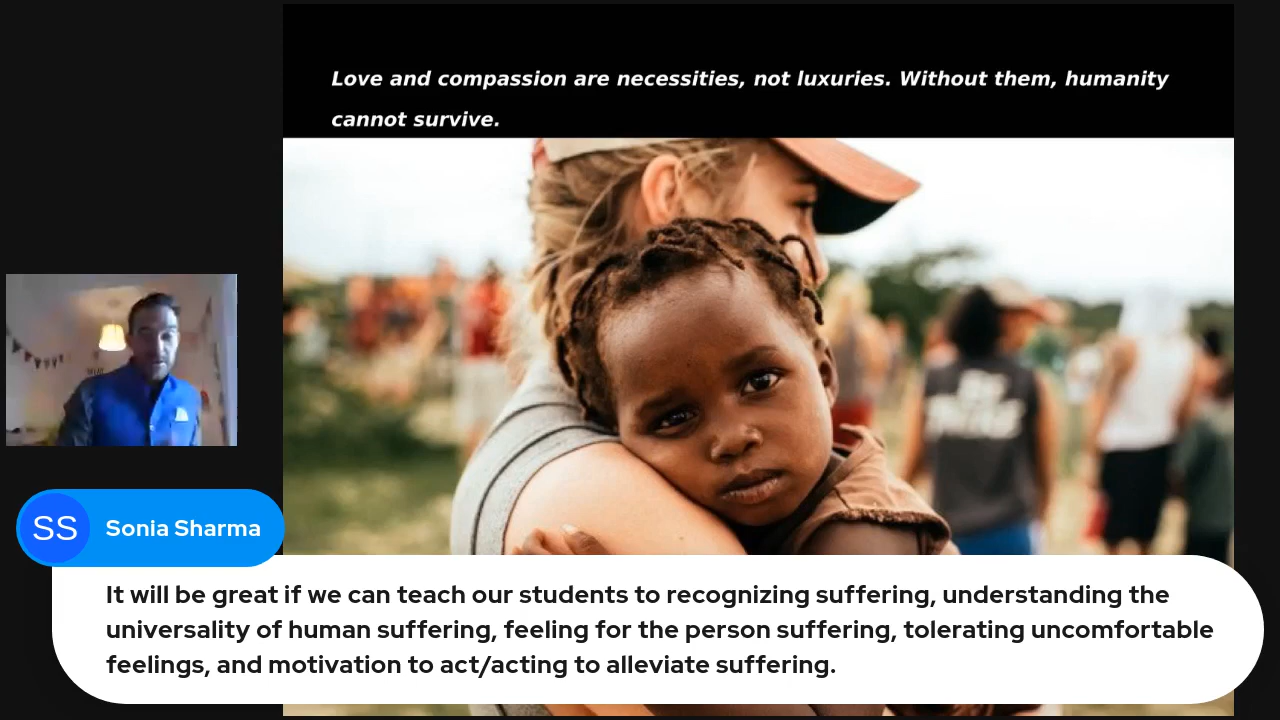 Love and compassion are necessities, not luxuries. Without them, humanity
cannot survive.
SS
Sonia Sharma
It will be great if we can teach our students to recognizing suffering, understanding the
universality of human suffering, feeling for the person suffering, tolerating uncomfortable
feelings, and motivation to act/acting to alleviate suffering.